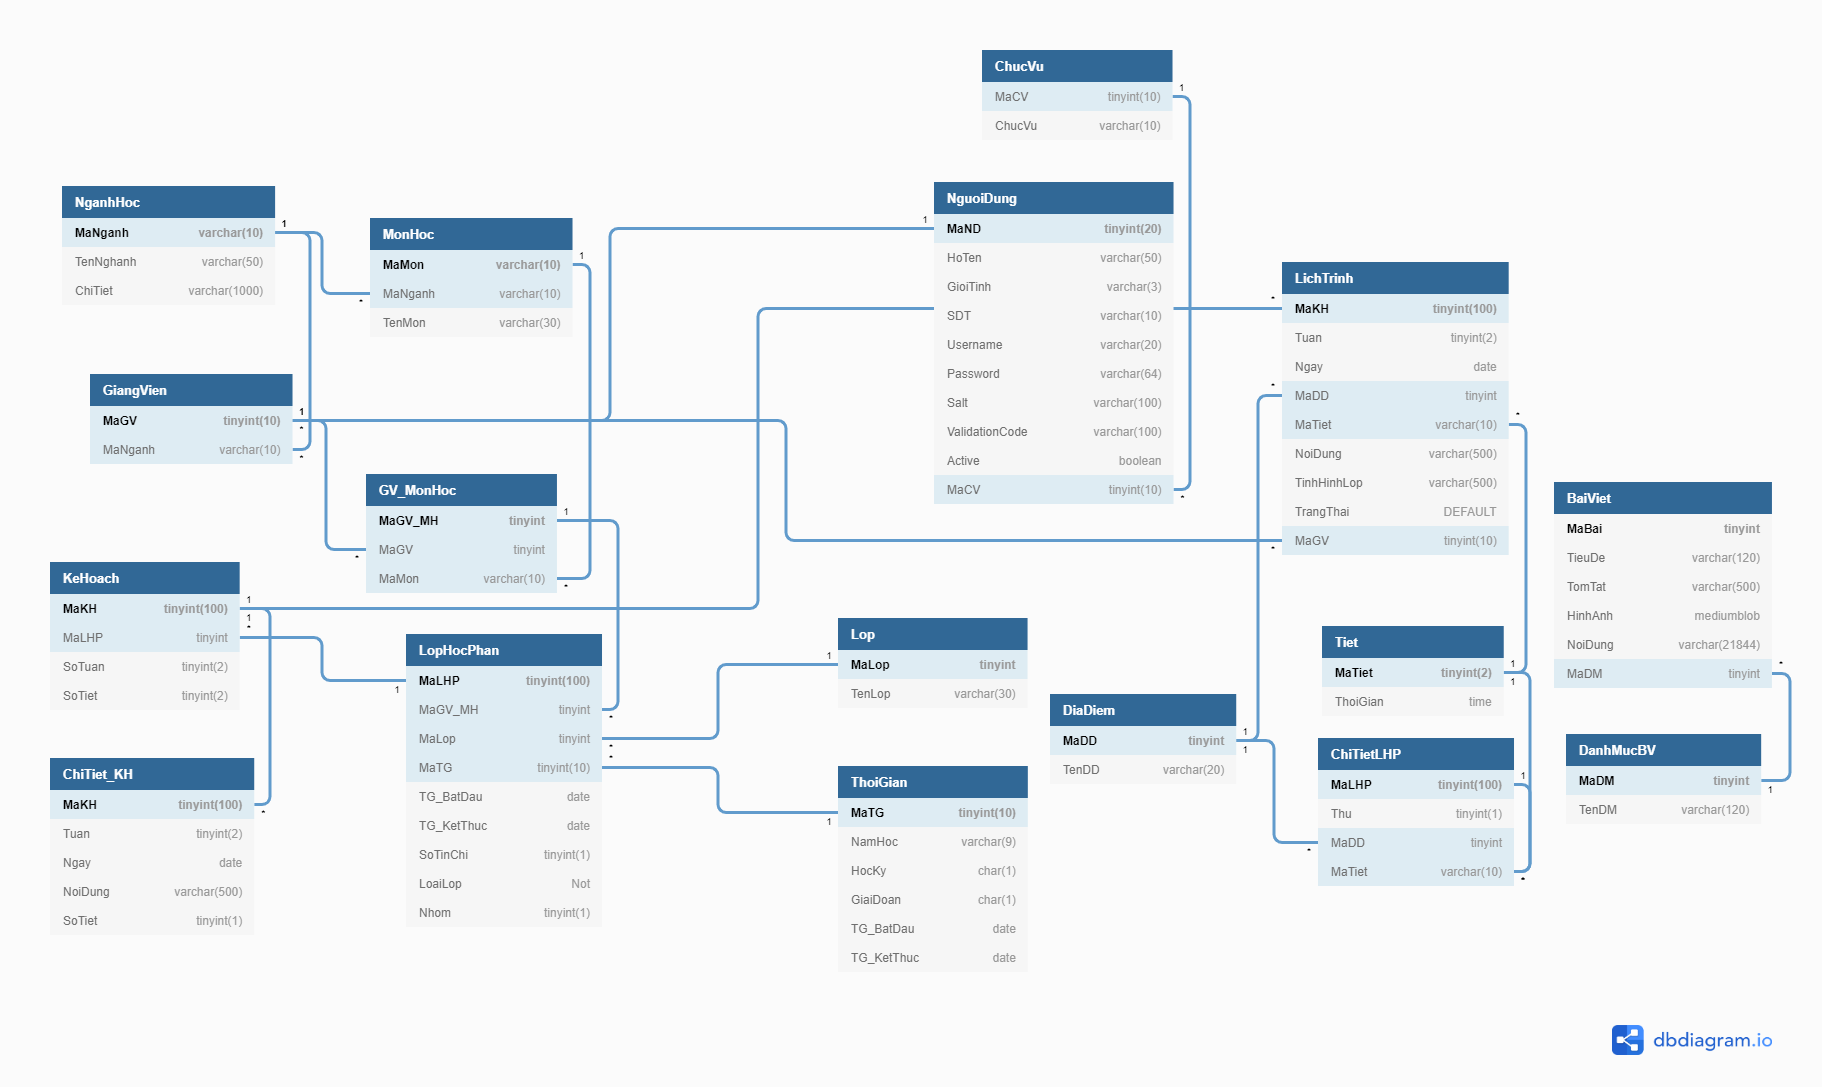 ChucVu
MaCV tinyint(10)
ChucVu varchar(10)
NganhHoc
MaNganh varchar(10)
TenNghanh varchar(50)
ChiTiet varchar(1000)
MonHoc
MaMon varchar(10)
MaNganh varchar(10)
TenMon varchar(30)
NguoiDung
MaND tinyint(20)
HoTen varchar(50)
GioiTinh varchar(3)
SDT varchar(10)
Username varchar(20)
Password varchar(64)
Salt varchar(100)
ValidationCode varchar(100)
Active boolean
MaCV tinyint(10)
LichTrinh
MaKH tinyint(100)
Tuan tinyint(2)
Ngay date
MaDD tinyint
MaTiet varchar(10)
NoiDung varchar(500)
TinhHinhLop varchar(500)
TrangThai DEFAULT
MaGV tinyint(10)
GiangVien
MaGV tinyint(10)
MaNganh varchar(10)
GV_MonHoc
MaGV_MH tinyint
MaGV tinyint
MaMon varchar(10)
BaiViet
MaBai tinyint
TieuDe varchar(120)
TomTat varchar(500)
HinhAnh mediumblob
NoiDung varchar(21844)
MaDM tinyint
KeHoach
MaKH tinyint(100)
MaLHP tinyint
SoTuan tinyint(2)
SoTiet tinyint(2)
LopHocPhan
MaLHP tinyint(100)
MaGV_MH tinyint
MaLop tinyint
MaTG tinyint(10)
TG_BatDau date
TG_KetThuc date
SoTinChi tinyint(1)
LoaiLop Not
Nhom tinyint(1)
Lop
MaLop tinyint
TenLop varchar(30)
Tiet
MaTiet tinyint(2)
ThoiGian time
DiaDiem
MaDD tinyint
TenDD varchar(20)
ChiTiet_KH
MaKH tinyint(100)
Tuan tinyint(2)
Ngay date
NoiDung varchar(500)
SoTiet tinyint(1)
ThoiGian
MaTG tinyint(10)
NamHoc varchar(9)
HocKy char(1)
GiaiDoan char(1)
TG_BatDau date
TG_KetThuc date
ChiTietLHP
MaLHP tinyint(100)
Thu tinyint(1)
MaDD tinyint
MaTiet varchar(10)
DanhMucBV
MaDM tinyint
TenDM varchar(120)
dbdiagram.io